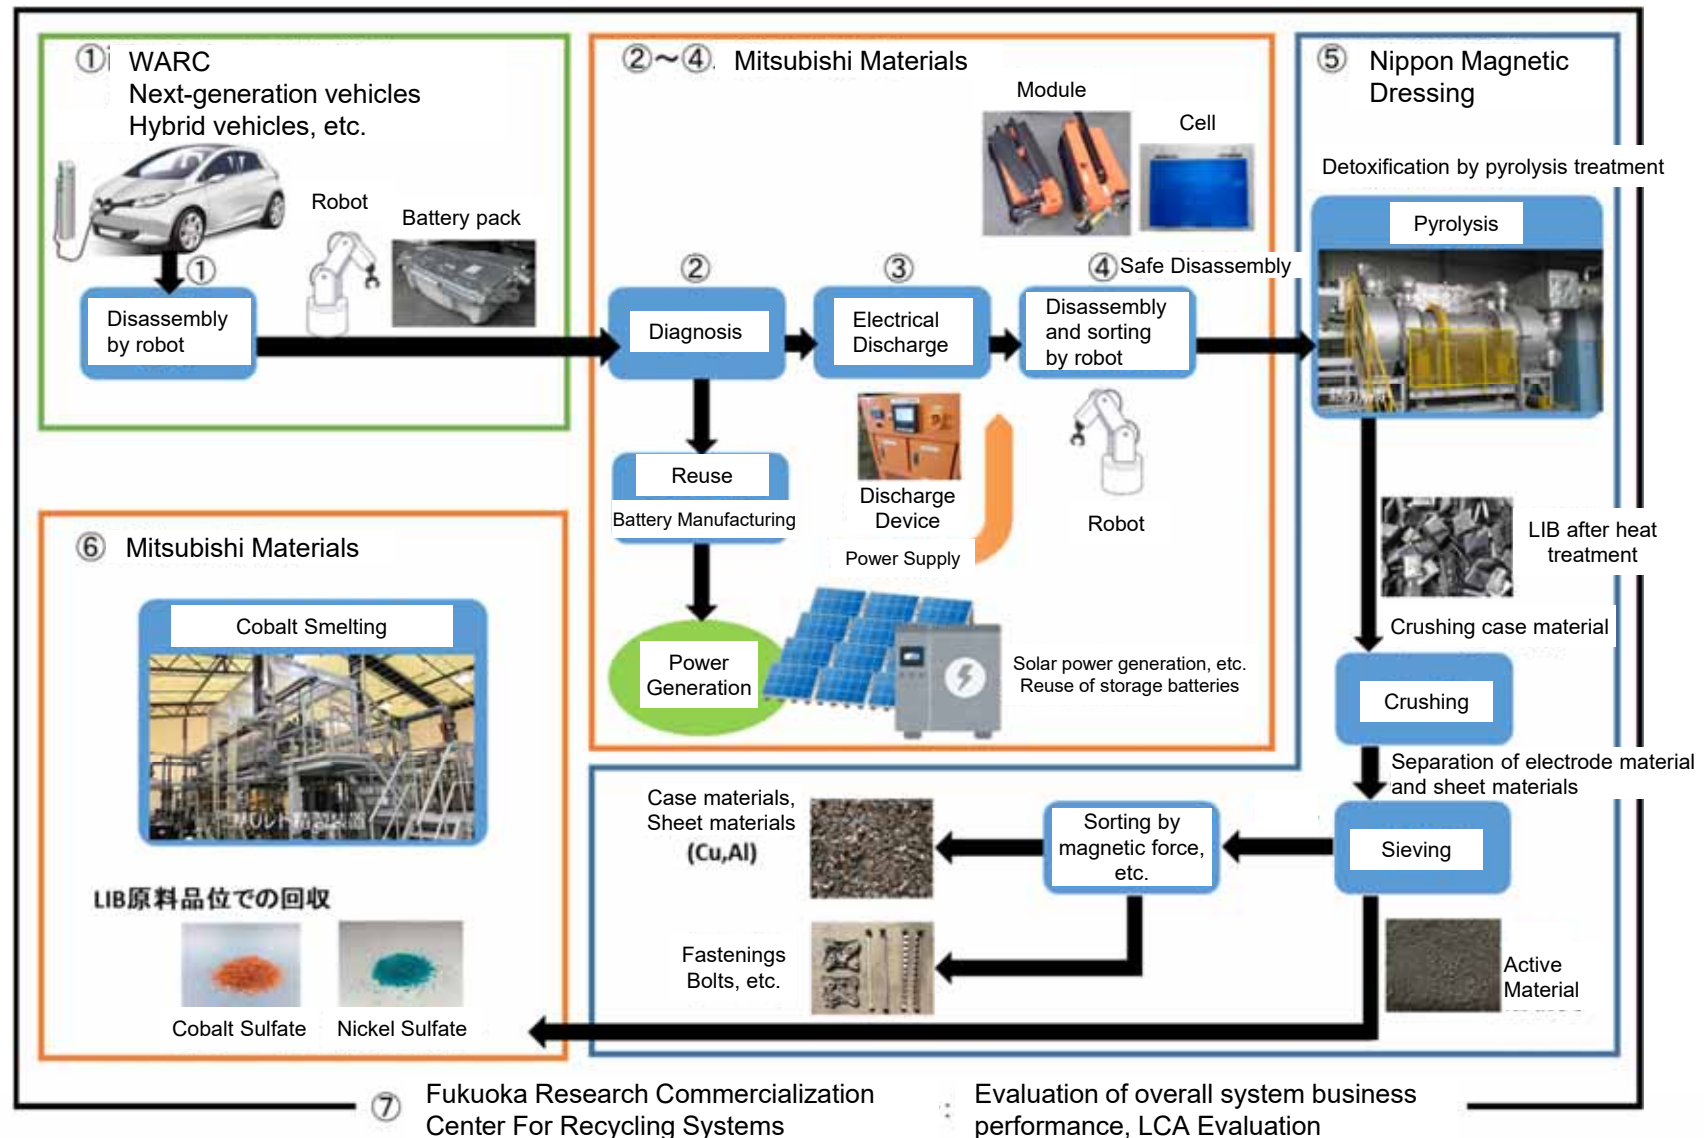 ① WARC
Next-generation vehicles
Hybrid vehicles, etc.
Robot
Battery pack
①
Disassembly
by robot
②～④ Mitsubishi Materials
Module
Cell
②
③
④ Safe Disassembly
Diagnosis
Electrical
Discharge
Disassembly
and sorting
by robot
Reuse
Battery Manufacturing
Discharge
Device
Robot
Power Supply
Power
Generation
Solar power generation, etc.
Reuse of storage batteries
⑤ Nippon Magnetic
Dressing
Detoxification by pyrolysis treatment
Pyrolysis
LIB after heat
treatment
Crushing case material
Crushing
Separation of electrode material
and sheet materials
Sieving
Sorting by
magnetic force,
etc.
Case materials,
Sheet materials
(Cu,Al)
Fastenings
Bolts, etc.
Active
Material
⑥ Mitsubishi Materials
Cobalt Smelting
LIB原料品位での回収
Cobalt Sulfate
Nickel Sulfate
⑦ Fukuoka Research Commercialization
Center For Recycling Systems
: Evaluation of overall system business
performance, LCA Evaluation